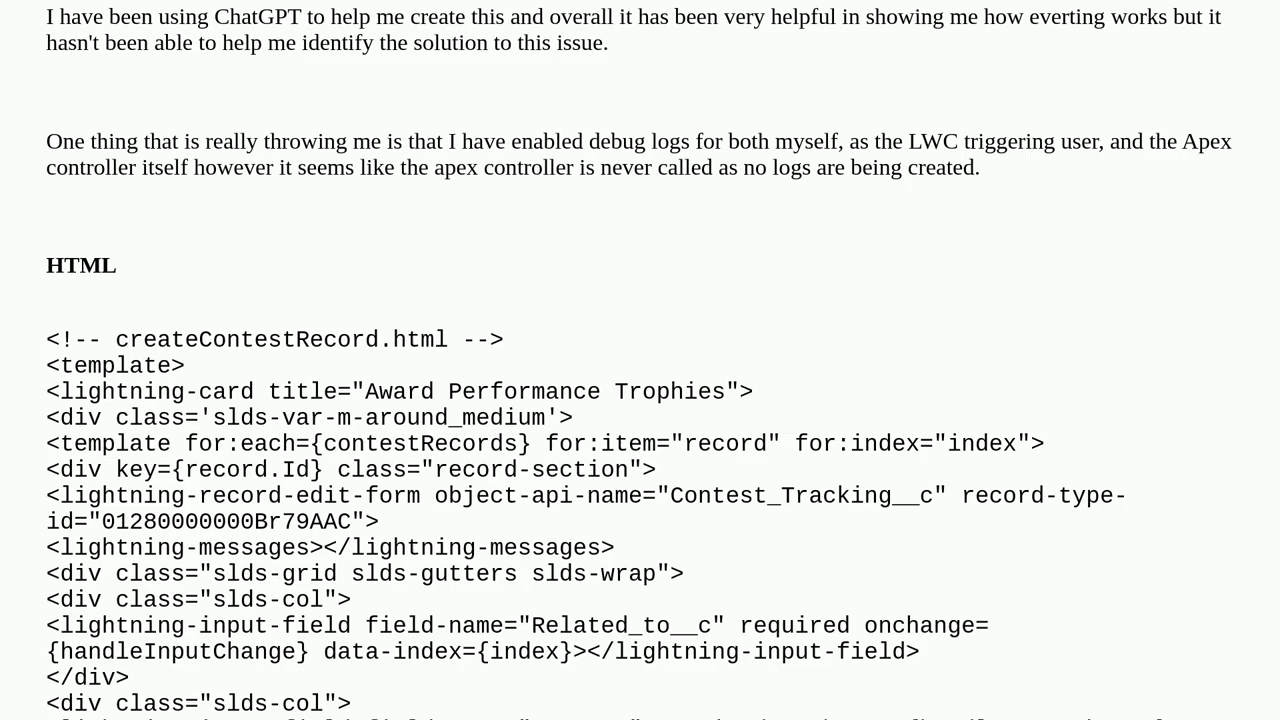 I have been using ChatGPT to help me create this and overall it has been very helpful in showing me how everting works but it
hasn't been able to help me identify the solution to this issue.
One thing that is really throwing me is that I have enabled debug logs for both myself, as the LWC triggering user, and the Apex
controller itself however it seems like the apex controller is never called as no logs are being created.
HTML
<!-- createContestRecord.html -->
<template>
<lightning-card title="Award Performance Trophies">
<div class='slds-var-m-around_medium'>
<template for:each={contestRecords} for:item="record" for:index="index">
<div key={record.Id} class="record-section">
<lightning-record-edit-form object-api-name="Contest_Tracking__c" record-type-
id="01280000000Br79AAC">
<lightning-messages></lightning-messages>
<div class="slds-grid slds-gutters slds-wrap">
<div class="slds-col">
<lightning-input-field field-name="Related_to__c" required onchange=
{handleInputChange} data-index={index}></lightning-input-field>
</div>
<div class="slds-col">